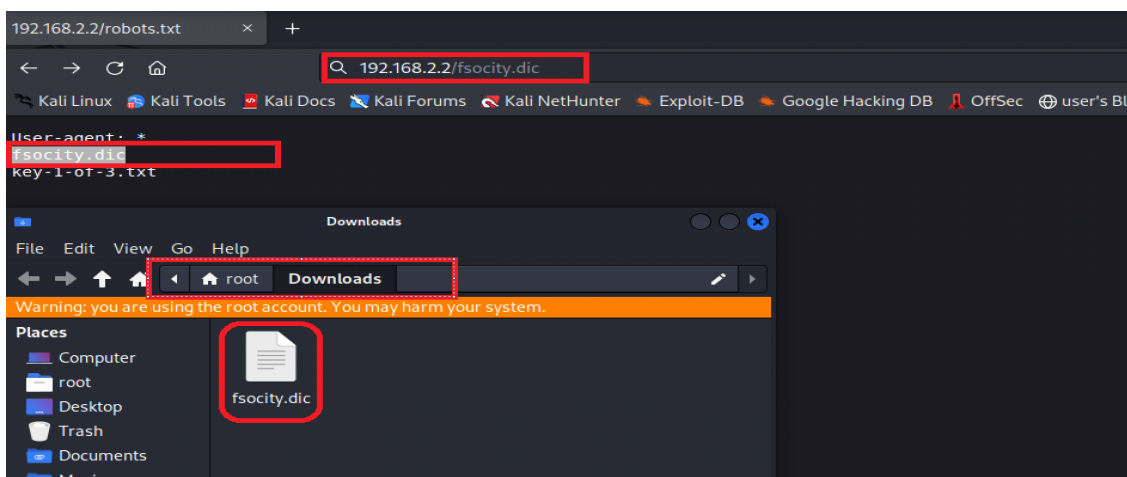 192.168.2.2/robots.txt
192.168.2.2/fsocity.dic
Kali Linux Kali Tools Kali Docs Kali Forums Kali NetHunter Exploit-DB Google Hacking DB OffSec user's Bl
User-agent: *
fsocity.dic
key-1-of-3.txt
Downloads
File Edit View Go Help
root Downloads
Warning: you are using the root account. You may harm your system.
Places
Computer
root
fsocity.dic
Desktop
Trash
Documents